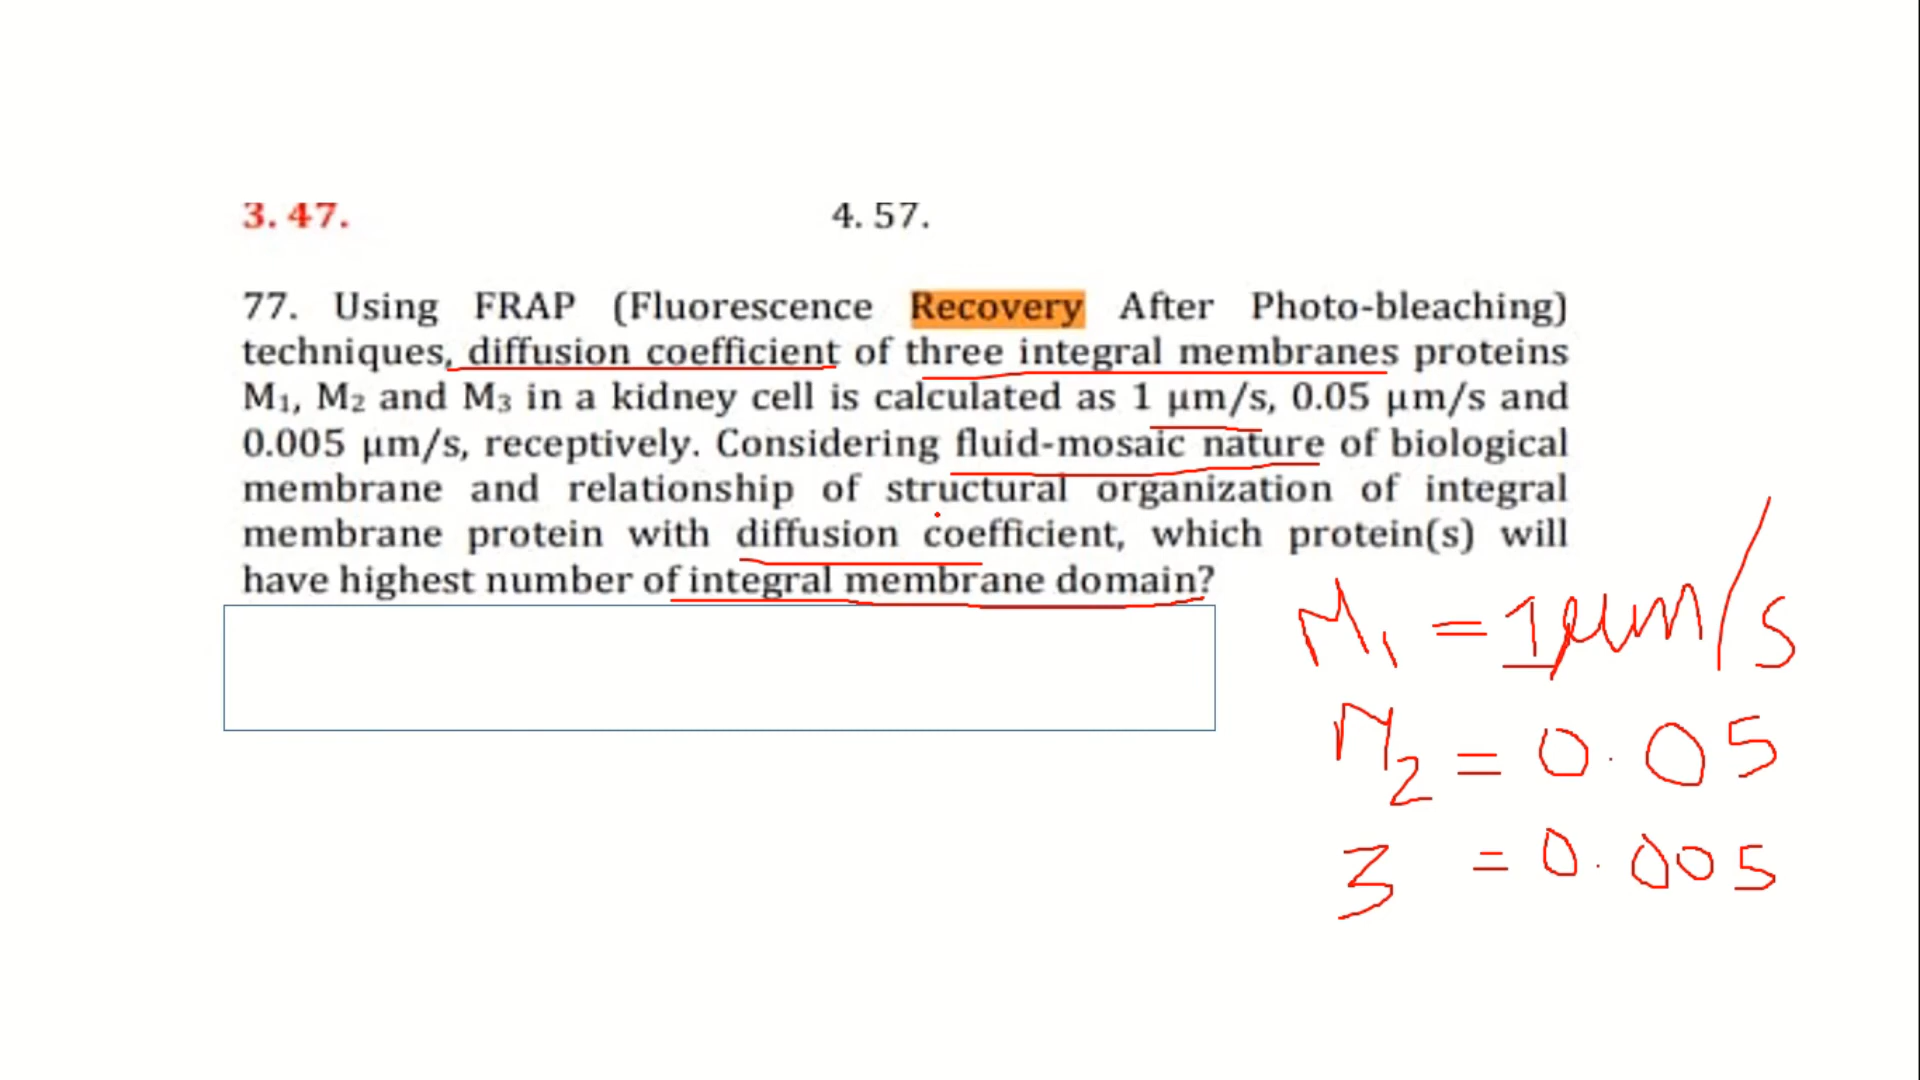 3. 47. 4. 57.
77. Using FRAP (Fluorescence Recovery After Photo-bleaching)
techniques, diffusion coefficient of three integral membranes proteins
M₁, M₂ and M₃ in a kidney cell is calculated as 1 μm/s, 0.05 μm/s and
0.005 μm/s, receptively. Considering fluid-mosaic nature of biological
membrane and relationship of structural organization of integral
membrane protein with diffusion coefficient, which protein(s) will
have highest number of integral membrane domain?
M₁ = 1μm/s
M₂ = 0.05
3 = 0.005